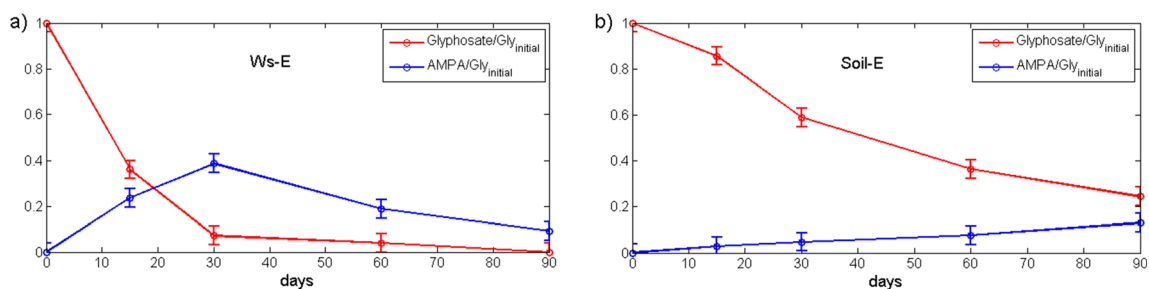 a)
Ws-E
Glyphosate/Gly_initial
AMPA/Gly_initial
1
0.8
0.6
0.4
0.2
0
0 10 20 30 40 50 60 70 80 90
days
b)
Soil-E
Glyphosate/Gly_initial
AMPA/Gly_initial
1
0.8
0.6
0.4
0.2
0
0 10 20 30 40 50 60 70 80 90
days